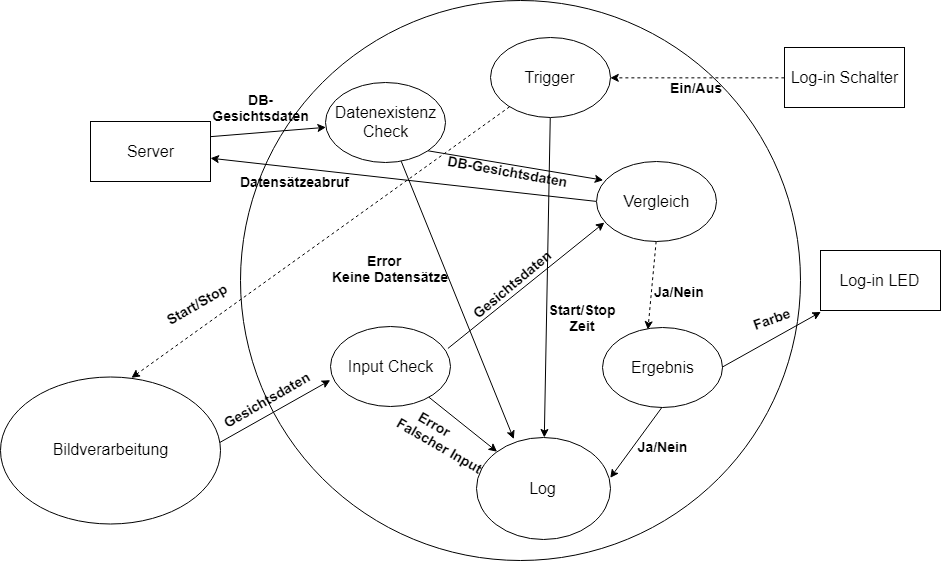 Trigger
Log-in Schalter
Ein/Aus
DB-
Gesichtsdaten
Datenexistenz
Check
Server
DB-Gesichtsdaten
Datensätzeabruf
Vergleich
Error
Keine Datensätze
Gesichtsdaten
Start/Stop
Start/Stop
Zeit
Ja/Nein
Log-in LED
Farbe
Input Check
Ergebnis
Gesichtsdaten
Error
Falscher Input
Bildverarbeitung
Ja/Nein
Log